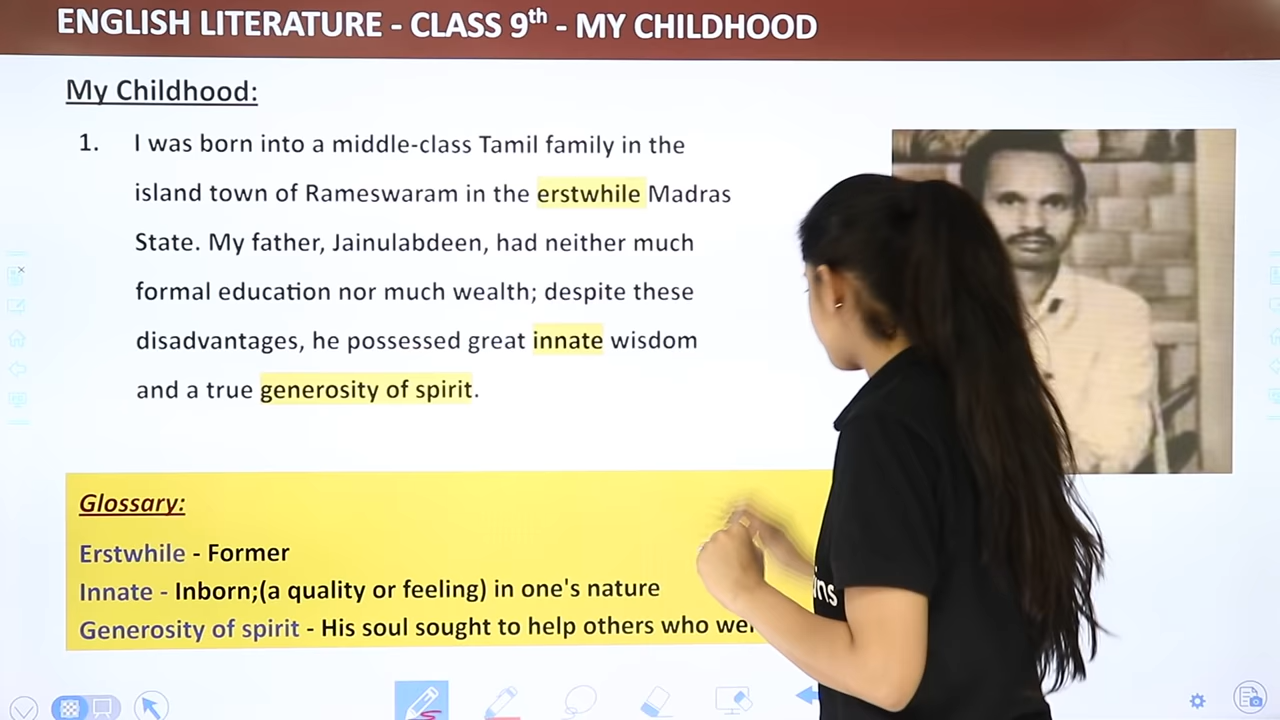 ENGLISH LITERATURE - CLASS 9th - MY CHILDHOOD
My Childhood:
1. I was born into a middle-class Tamil family in the
island town of Rameswaram in the erstwhile Madras
State. My father, Jainulabdeen, had neither much
formal education nor much wealth; despite these
disadvantages, he possessed great innate wisdom
and a true generosity of spirit.
Glossary:
Erstwhile - Former
Innate - Inborn;(a quality or feeling) in one's nature
Generosity of spirit - His soul sought to help others who